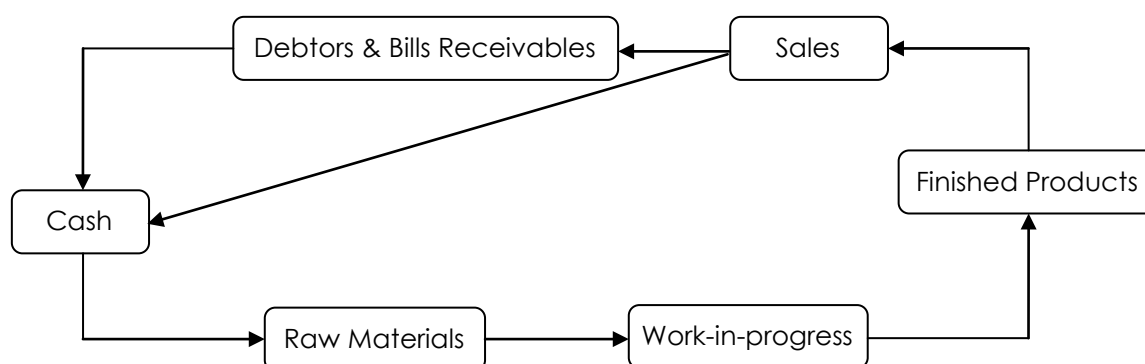 Debtors & Bills Receivables
Sales
Finished Products
Cash
Raw Materials
Work-in-progress